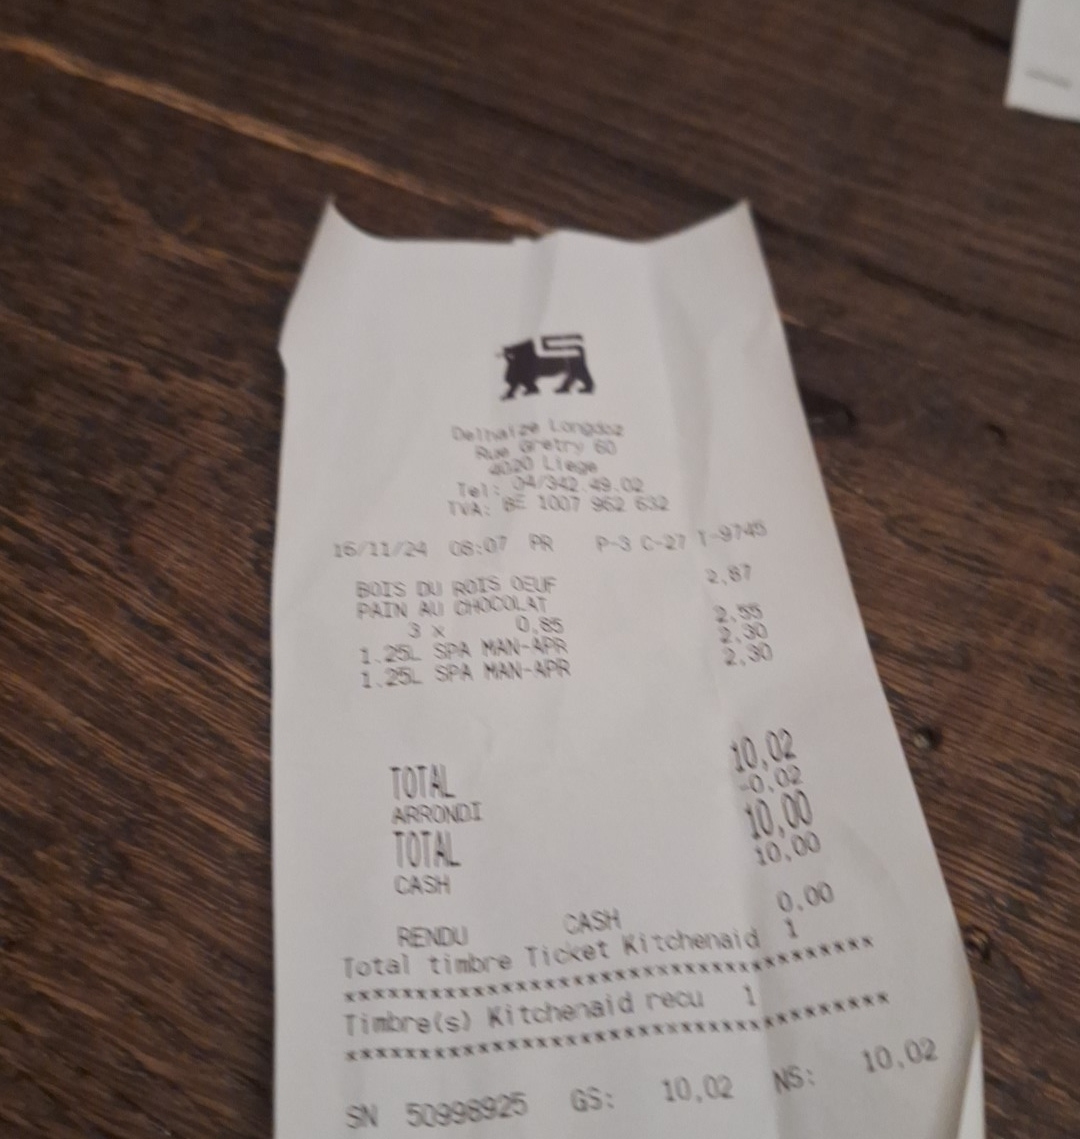 Delhaize Longdoz
Rue Gretry 60
4020 Liege
Tel: 04/342.49.02
TVA: BE 1007 962 632
16/11/24 08:07 PR P-3 C-27 T-9745
BOIS DU ROIS OEUF 2,87
PAIN AU CHOCOLAT
3 x 0,85 2,55
1.25L SPA MAN-APR 2,30
1.25L SPA MAN-APR 2,30
TOTAL 10,02
ARRONDI -0,02
TOTAL 10,00
CASH 10,00
RENDU CASH 0,00
Total timbre Ticket Kitchenaid 1
************************************
Timbre(s) Kitchenaid recu 1
************************************
SN 50998925 GS: 10,02 NS: 10,02